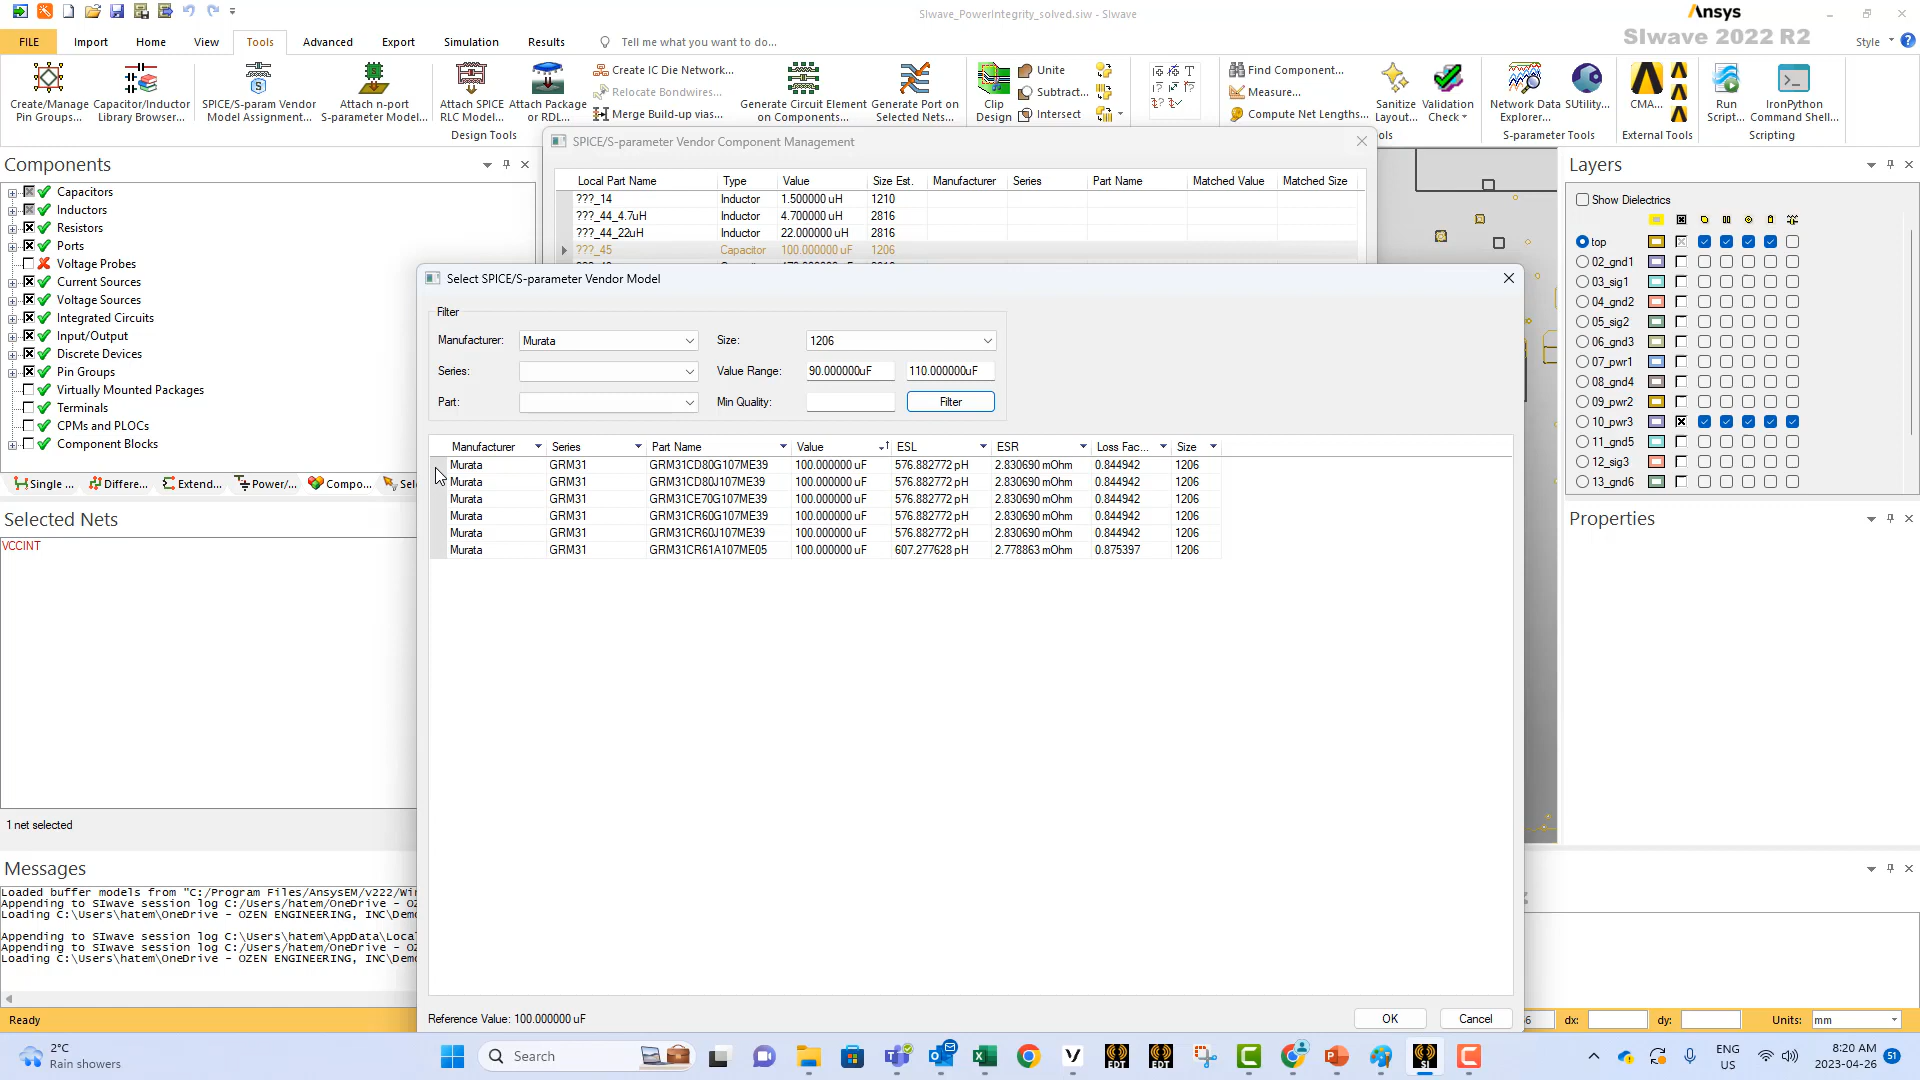 SIwave_PowerIntegrity_solved.siw - SIwave
Ansys
SIwave 2022 R2
FILE Import Home View Tools Advanced Export Simulation Results Tell me what you want to do... Style
Create/Manage Pin Groups...
Capacitor/Inductor Library Browser...
SPICE/S-param Vendor Model Assignment...
Attach n-port S-parameter Model...
Attach SPICE RLC Model...
Attach Package or RDL...
Create IC Die Network...
Relocate Bondwires...
Merge Build-up vias...
Generate Circuit Element on Components...
Generate Port on Selected Nets...
Clip Design
Unite
Subtract...
Intersect
Find Component...
Measure...
Compute Net Lengths...
Sanitize Layout...
Validation Check
Network Data Explorer...
SUtility...
CMA...
Run Script...
IronPython Command Shell...
Design Tools
S-parameter Tools
External Tools
Scripting
Components
Capacitors
Inductors
Resistors
Ports
Voltage Probes
Current Sources
Voltage Sources
Integrated Circuits
Input/Output
Discrete Devices
Pin Groups
Virtually Mounted Packages
Terminals
CPMs and PLOCs
Component Blocks
Single ... Differe... Extend... Power/... Compo... Sel
Selected Nets
VCCINT
1 net selected
SPICE/S-parameter Vendor Component Management
Local Part Name Type Value Size Est. Manufacturer Series Part Name Matched Value Matched Size
???_14 Inductor 1.500000 uH 1210
???_44_4.7uH Inductor 4.700000 uH 2816
???_44_22uH Inductor 22.000000 uH 2816
???_45 Capacitor 100.000000 uF 1206
Select SPICE/S-parameter Vendor Model
Filter
Manufacturer: Murata Size: 1206
Series: Value Range: 90.000000uF 110.000000uF
Part: Min Quality: Filter
Manufacturer Series Part Name Value ESL ESR Loss Fac... Size
Murata GRM31 GRM31CD80G107ME39 100.000000 uF 576.882772 pH 2.830690 mOhm 0.844942 1206
Murata GRM31 GRM31CD80J107ME39 100.000000 uF 576.882772 pH 2.830690 mOhm 0.844942 1206
Murata GRM31 GRM31CE70G107ME39 100.000000 uF 576.882772 pH 2.830690 mOhm 0.844942 1206
Murata GRM31 GRM31CR60G107ME39 100.000000 uF 576.882772 pH 2.830690 mOhm 0.844942 1206
Murata GRM31 GRM31CR60J107ME39 100.000000 uF 576.882772 pH 2.830690 mOhm 0.844942 1206
Murata GRM31 GRM31CR61A107ME05 100.000000 uF 607.277628 pH 2.778863 mOhm 0.875397 1206
Reference Value: 100.000000 uF
OK Cancel
Layers
Show Dielectrics
top
02_gnd1
03_sig1
04_gnd2
05_sig2
06_gnd3
07_pwr1
08_gnd4
09_pwr2
10_pwr3
11_gnd5
12_sig3
13_gnd6
Properties
Messages
Loaded buffer models from "C:/Program Files/AnsysEM/v222/Win
Appending to SIwave session log C:/Users/hatem/OneDrive - OZ
Loading C:\Users\hatem\OneDrive - OZEN ENGINEERING, INC\Demo
Appending to SIwave session log C:\Users\hatem\AppData\Local
Appending to SIwave session log C:/Users/hatem/OneDrive - OZ
Loading C:\Users\hatem\OneDrive - OZEN ENGINEERING, INC\Demo
Ready
dx: dy: Units: mm
2°C
Rain showers
Search
ENG
US
8:20 AM
2023-04-26
51